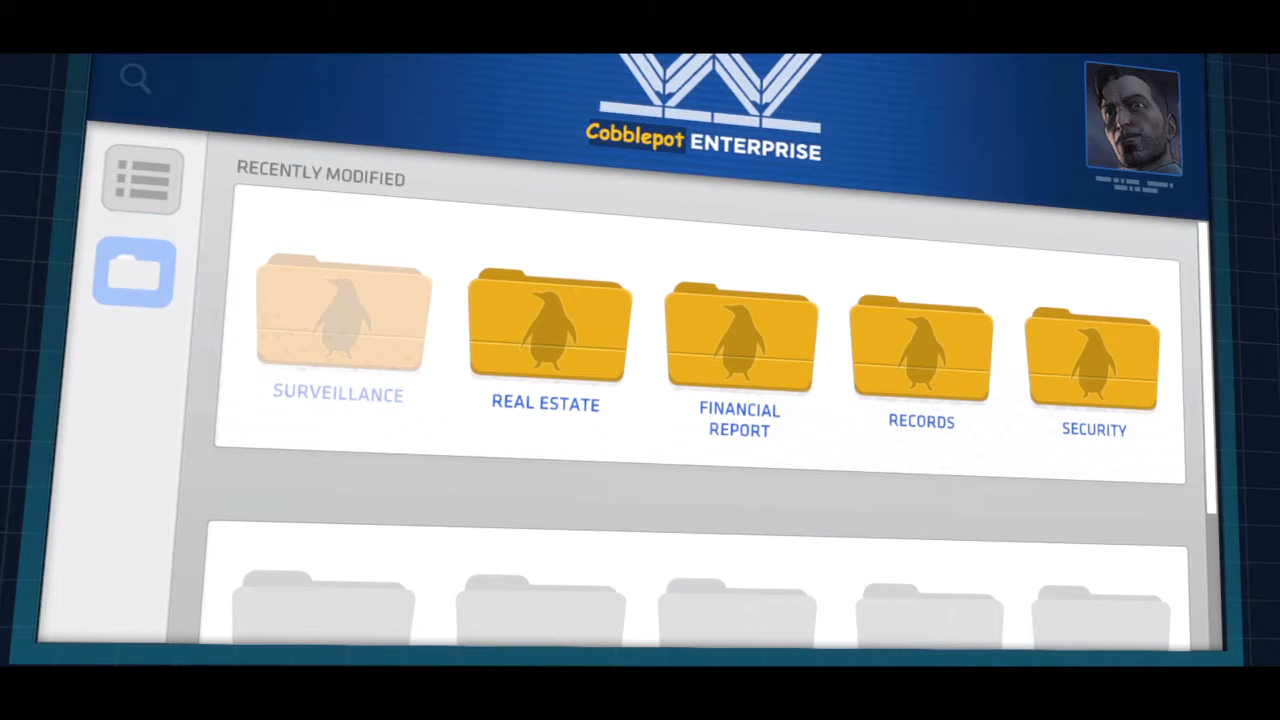 Cobblepot ENTERPRISE
RECENTLY MODIFIED
SURVEILLANCE
REAL ESTATE
FINANCIAL
REPORT
RECORDS
SECURITY